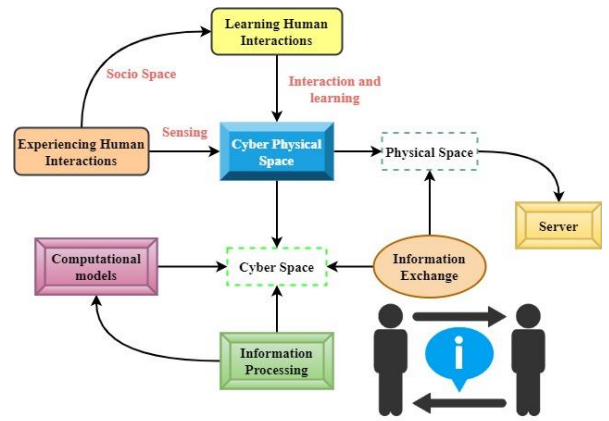 Learning Human
Interactions
Socio Space
Interaction and
learning
Sensing
Experiencing Human
Interactions
Cyber Physical
Space
Physical Space
Server
Computational
models
Cyber Space
Information
Exchange
Information
Processing
i